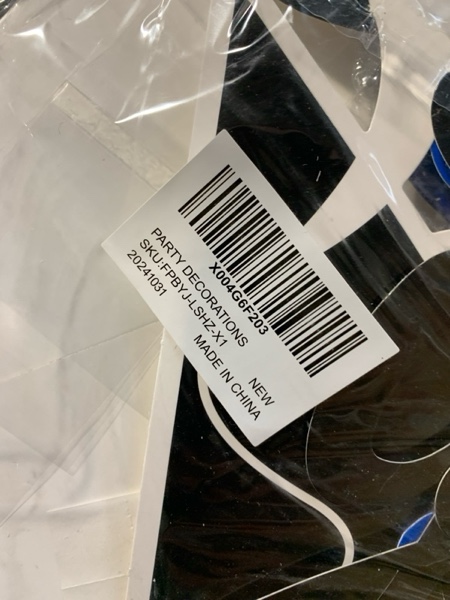 X004G6F203
PARTY DECORATIONS NEW
SKU:FPBYJ-LSHZ-X1
20241031 MADE IN CHINA